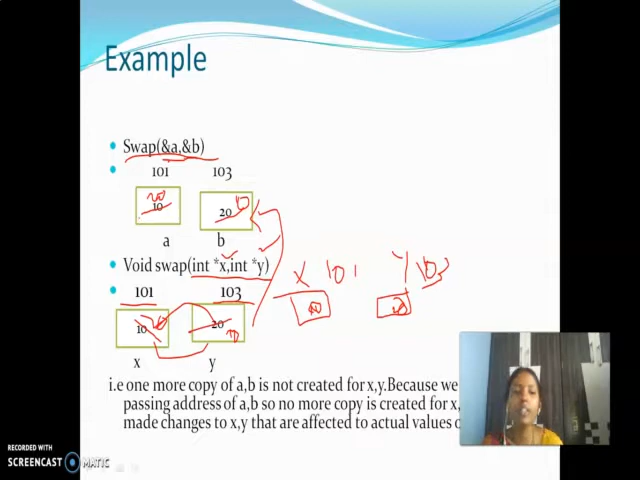 Example
Swap(&a,&b)
101 103
20 10
10 20
a b
Void swap(int *x,int *y)
X 101 Y 103
101 103
10 20 20 10
x y
i.e one more copy of a,b is not created for x,y.Because we
passing address of a,b so no more copy is created for x,
made changes to x,y that are affected to actual values o
RECORDED WITH
SCREENCAST MATIC